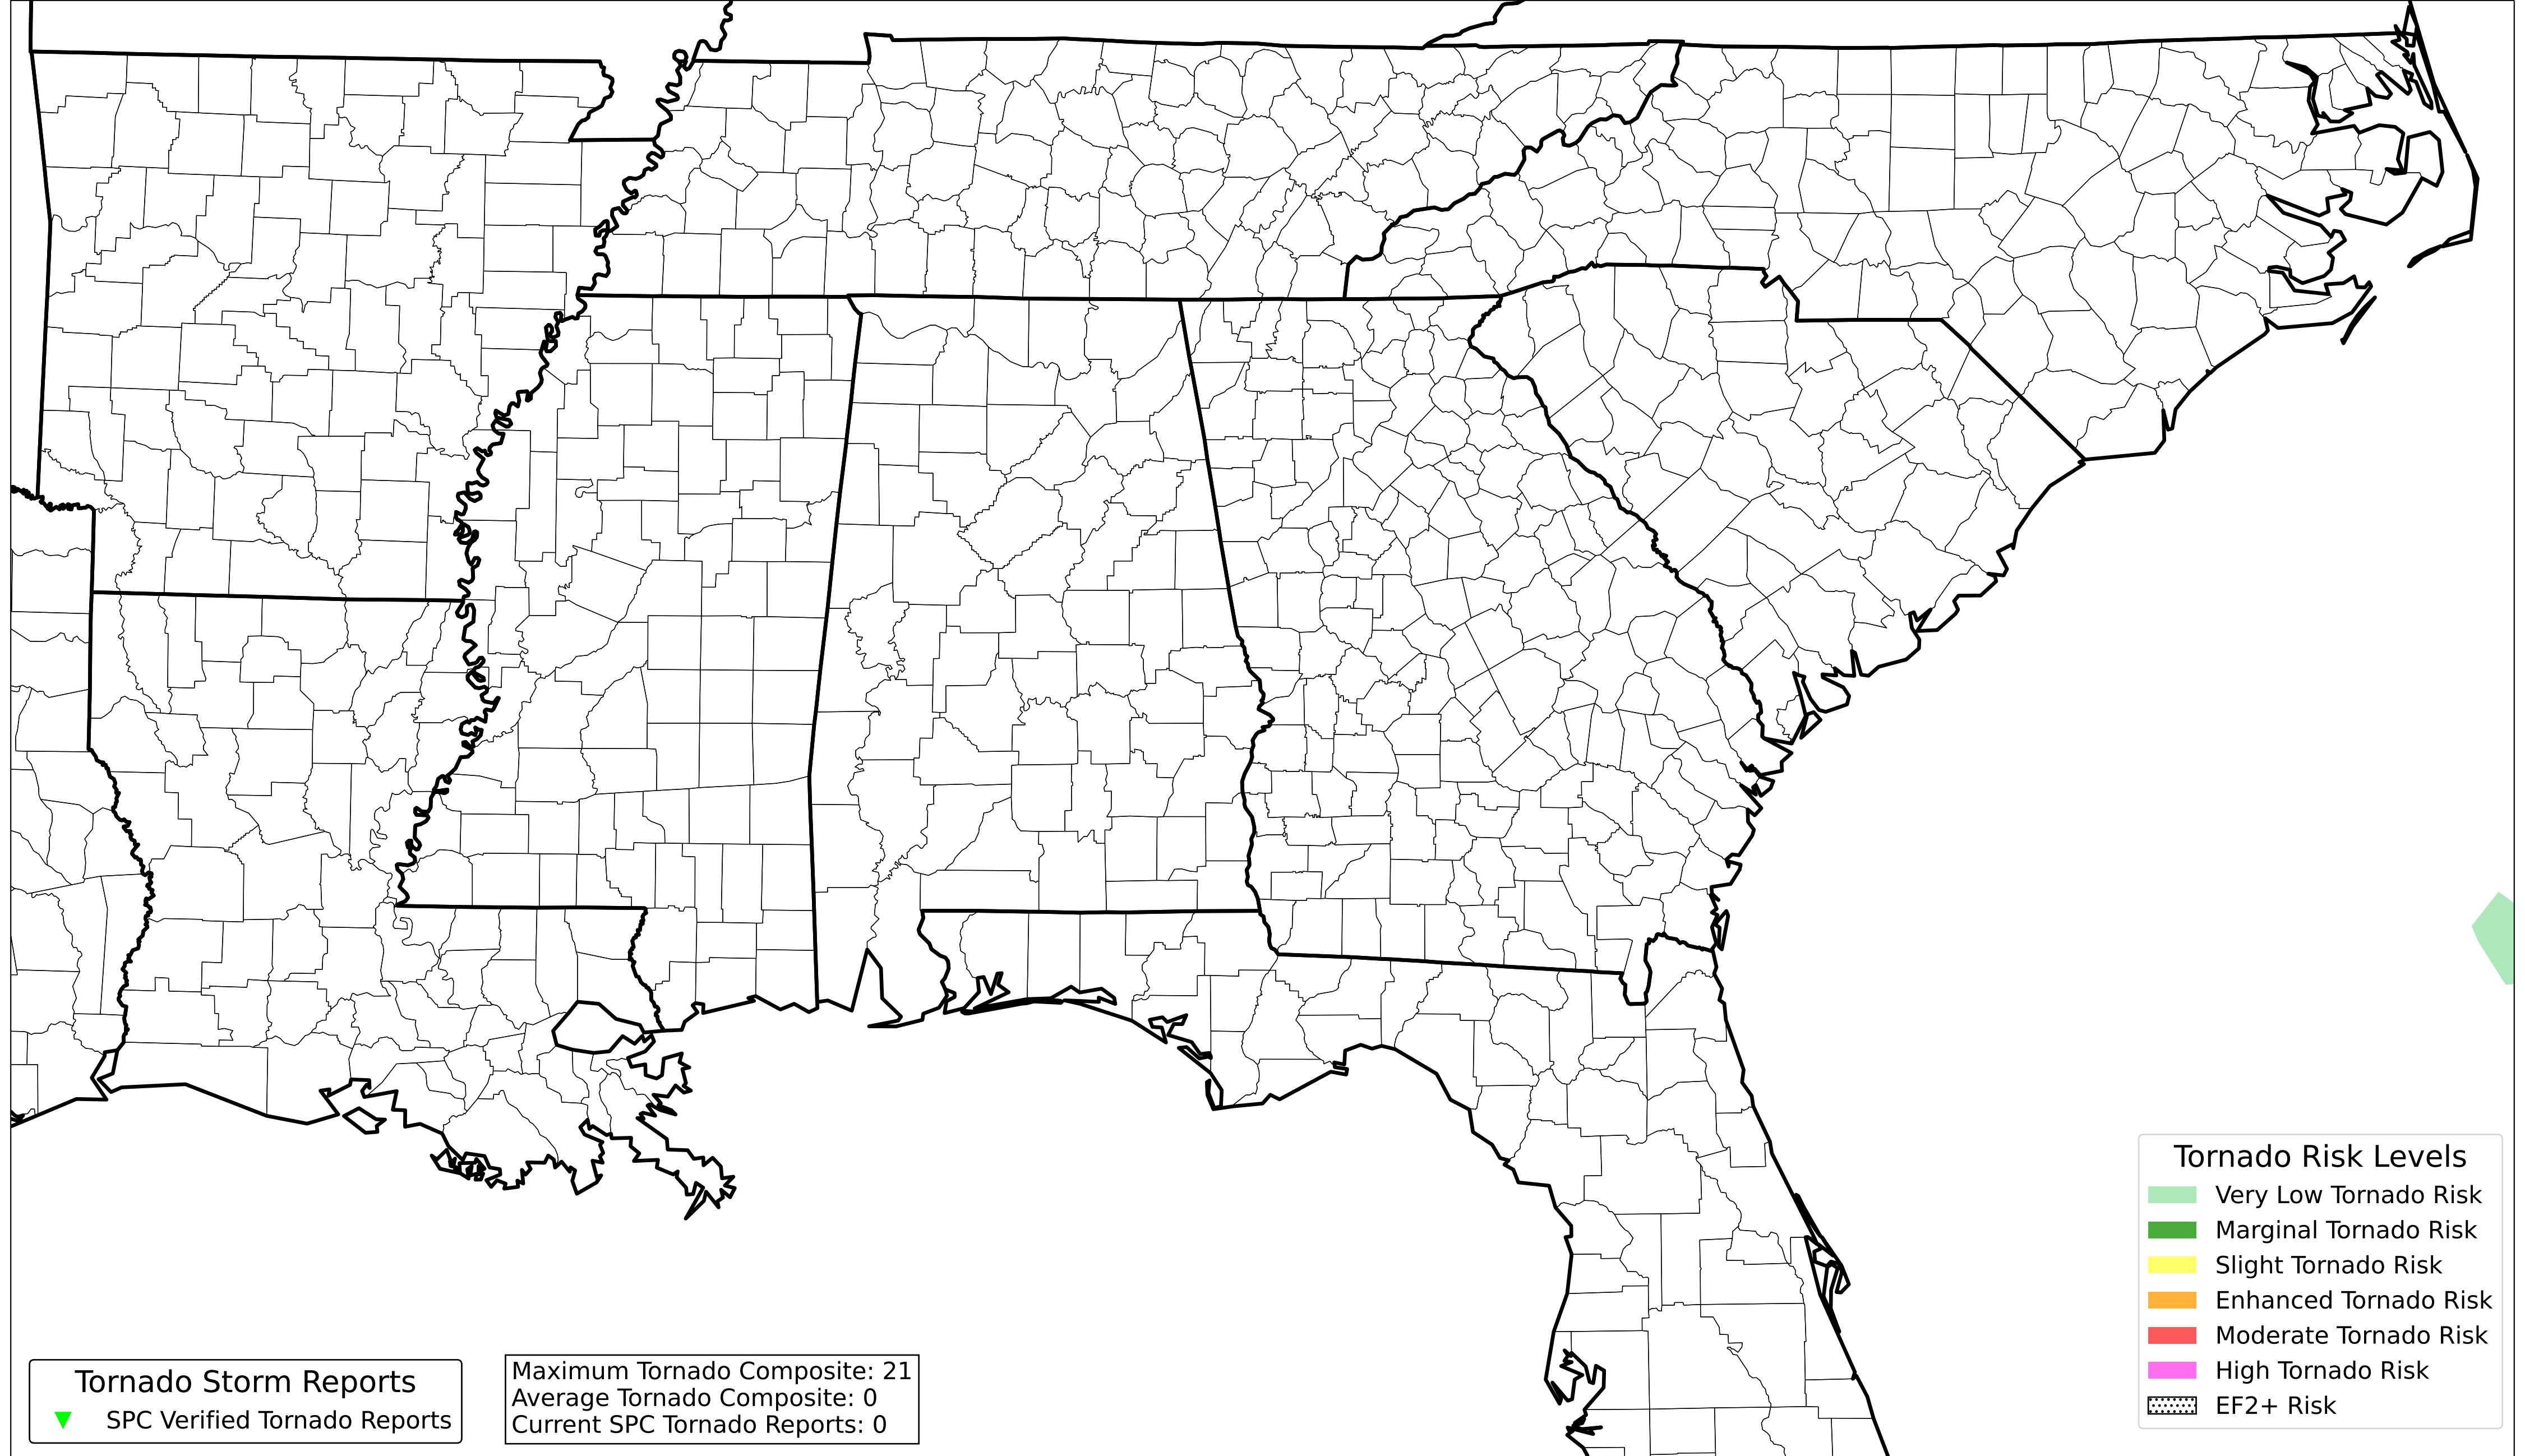 Tornado Risk Levels
Very Low Tornado Risk
Marginal Tornado Risk
Slight Tornado Risk
Enhanced Tornado Risk
Moderate Tornado Risk
High Tornado Risk
EF2+ Risk
Tornado Storm Reports
SPC Verified Tornado Reports
Maximum Tornado Composite: 21
Average Tornado Composite: 0
Current SPC Tornado Reports: 0